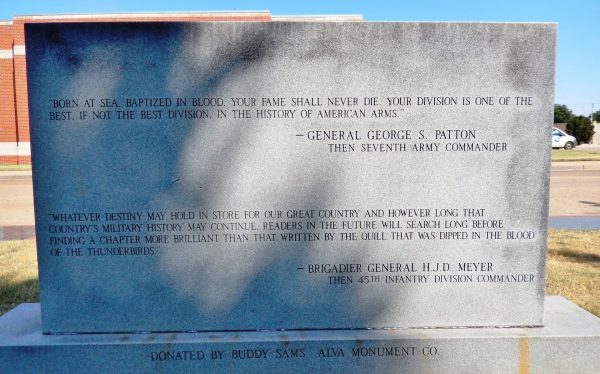 "BORN AT SEA, BAPTIZED IN BLOOD, YOUR FAME SHALL NEVER DIE. YOUR DIVISION IS ONE OF THE
BEST, IF NOT THE BEST DIVISION, IN THE HISTORY OF AMERICAN ARMS."
— GENERAL GEORGE S. PATTON
THEN SEVENTH ARMY COMMANDER
"WHATEVER DESTINY MAY HOLD IN STORE FOR OUR GREAT COUNTRY AND HOWEVER LONG THAT
COUNTRY'S MILITARY HISTORY MAY CONTINUE, READERS IN THE FUTURE WILL SEARCH LONG BEFORE
FINDING A CHAPTER MORE BRILLIANT THAN THAT WRITTEN BY THE QUILL THAT WAS DIPPED IN THE BLOOD
OF THE THUNDERBIRDS."
— BRIGADIER GENERAL H.J.D. MEYER
THEN 45TH INFANTRY DIVISION COMMANDER
DONATED BY BUDDY SAMS ALVA MONUMENT CO.